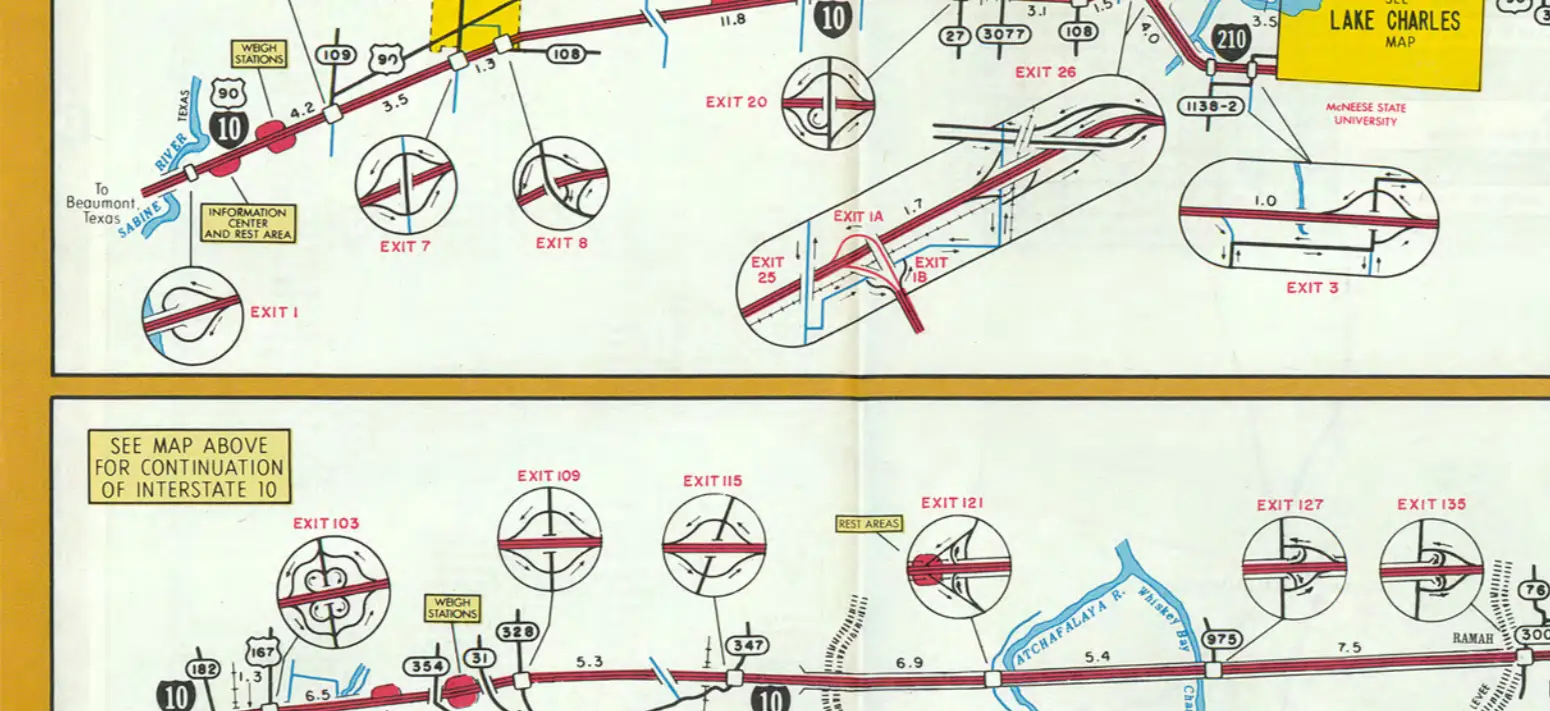 SEE
LAKE CHARLES
MAP
11.8
10
27
3077
3.1
108
1.5
4.0
210
3.5
WEIGH
STATIONS
109
90
1.3
108
EXIT 20
EXIT 26
1138-2
McNEESE STATE
UNIVERSITY
TEXAS
90
10
4.2
3.5
RIVER
To
Beaumont,
Texas
SABINE
INFORMATION
CENTER
AND REST AREA
EXIT 7
EXIT 8
1.7
EXIT 1A
EXIT
25
EXIT
1B
1.0
EXIT 3
EXIT 1
SEE MAP ABOVE
FOR CONTINUATION
OF INTERSTATE 10
EXIT 103
EXIT 109
EXIT 115
REST AREAS
EXIT 121
EXIT 127
EXIT 135
WEIGH
STATIONS
182
167
1.3
10
6.5
354
31
328
5.3
347
10
6.9
ATCHAFALAYA R.
Whiskey Bay
5.4
975
7.5
RAMAH
76
300
LEVEE